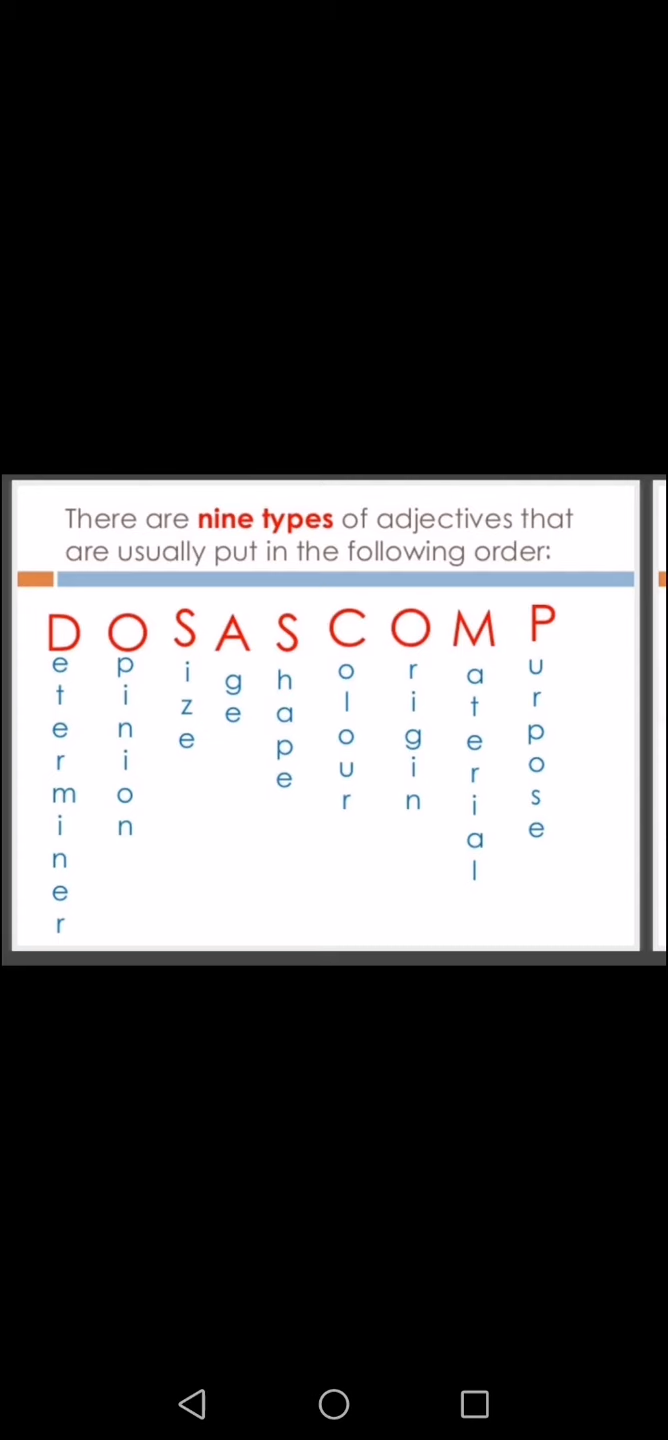 There are nine types of adjectives that
are usually put in the following order:
Determiner
Opinion
Size
Age
Shape
Colour
Origin
Material
Purpose